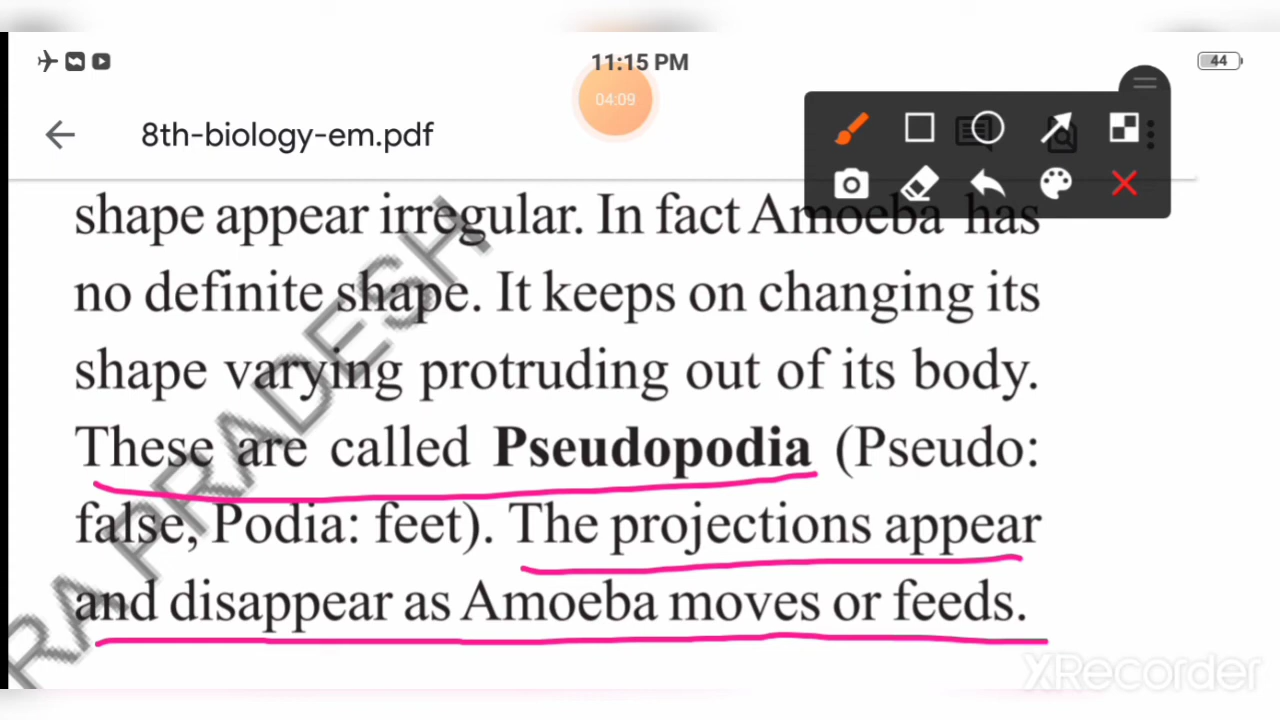 11:15 PM
44
04:09
8th-biology-em.pdf
shape appear irregular. In fact Amoeba has
no definite shape. It keeps on changing its
shape varying protruding out of its body.
These are called Pseudopodia (Pseudo:
false, Podia: feet). The projections appear
and disappear as Amoeba moves or feeds.
RA PRADESH
XRecorder